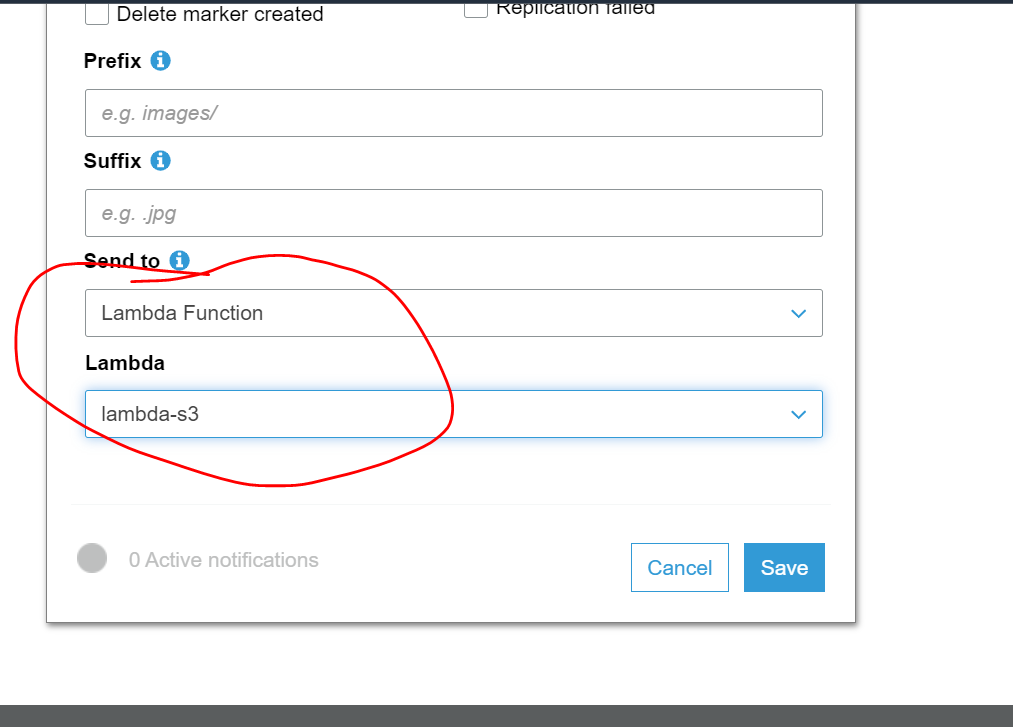 Delete marker created
Replication failed
Prefix
e.g. images/
Suffix
e.g. .jpg
Send to
Lambda Function
Lambda
lambda-s3
0 Active notifications
Cancel
Save